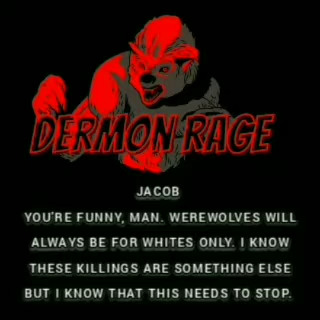 DERMON RAGE
JACOB
YOU'RE FUNNY, MAN. WEREWOLVES WILL
ALWAYS BE FOR WHITES ONLY. I KNOW
THESE KILLINGS ARE SOMETHING ELSE
BUT I KNOW THAT THIS NEEDS TO STOP.